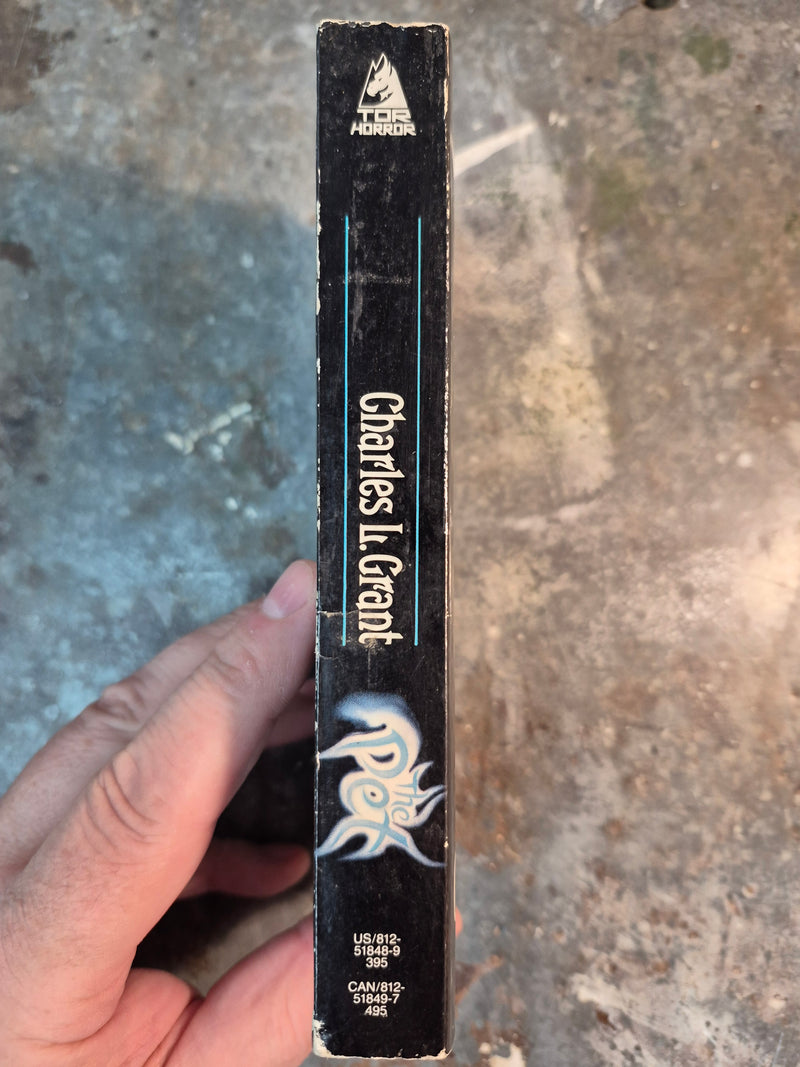 TOR
HORROR
Charles L. Grant
The
Pet
US/812-
51848-9
395
CAN/812-
51849-7
495